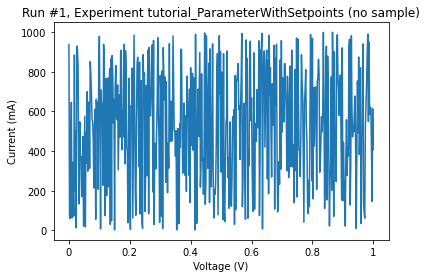 Run #1, Experiment tutorial_ParameterWithSetpoints (no sample)
1000
800
600
400
200
0
Current (mA)
0 0.2 0.4 0.6 0.8 1
Voltage (V)